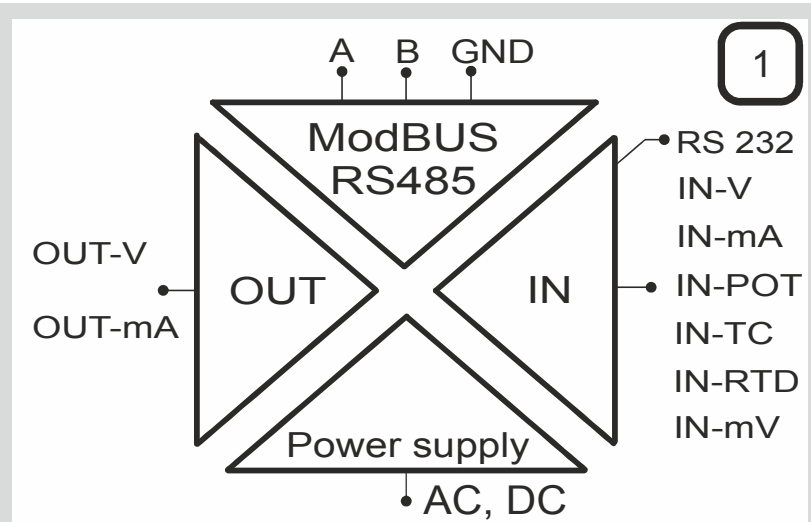 A B GND
1
ModBUS
RS485
RS 232
IN-V
IN-mA
OUT-V
OUT
IN
IN-POT
OUT-mA
IN-TC
IN-RTD
IN-mV
Power supply
AC, DC